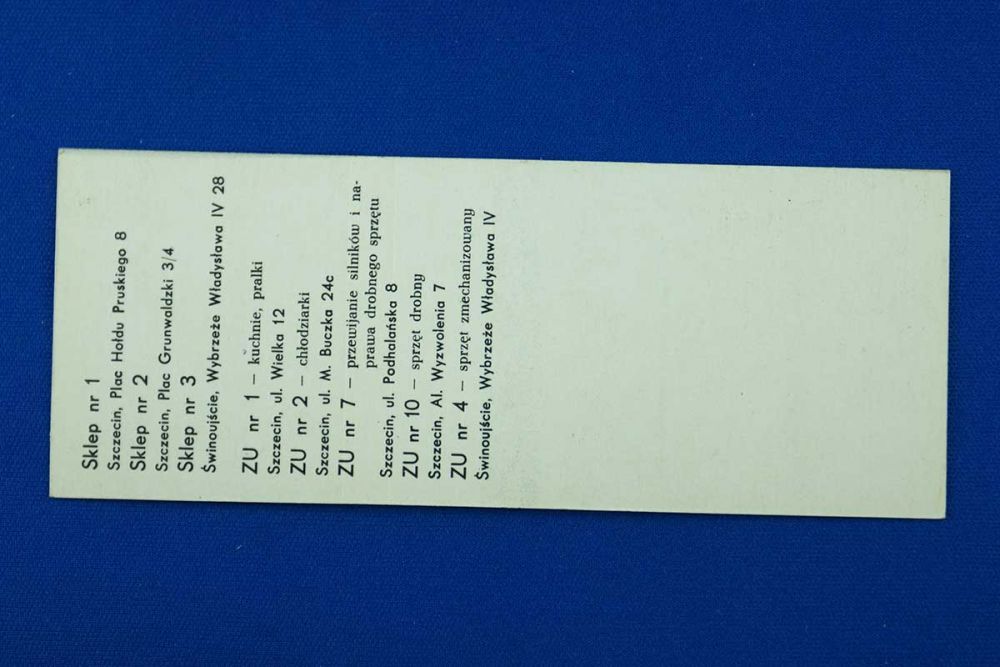 Sklep nr 1
Szczecin, Plac Hołdu Pruskiego 8
Sklep nr 2
Szczecin, Plac Grunwaldzki 3/4
Sklep nr 3
Świnoujście, Wybrzeże Władysława IV 28
ZU nr 1 — kuchnie, pralki
Szczecin, ul. Wielka 12
ZU nr 2 — chłodziarki
Szczecin, ul. M. Buczka 24c
ZU nr 7 — przewijanie silników i na-
prawa drobnego sprzętu
Szczecin, ul. Podhalańska 8
ZU nr 10 — sprzęt drobny
Szczecin, Al. Wyzwolenia 7
ZU nr 4 — sprzęt zmechanizowany
Świnoujście, Wybrzeże Władysława IV